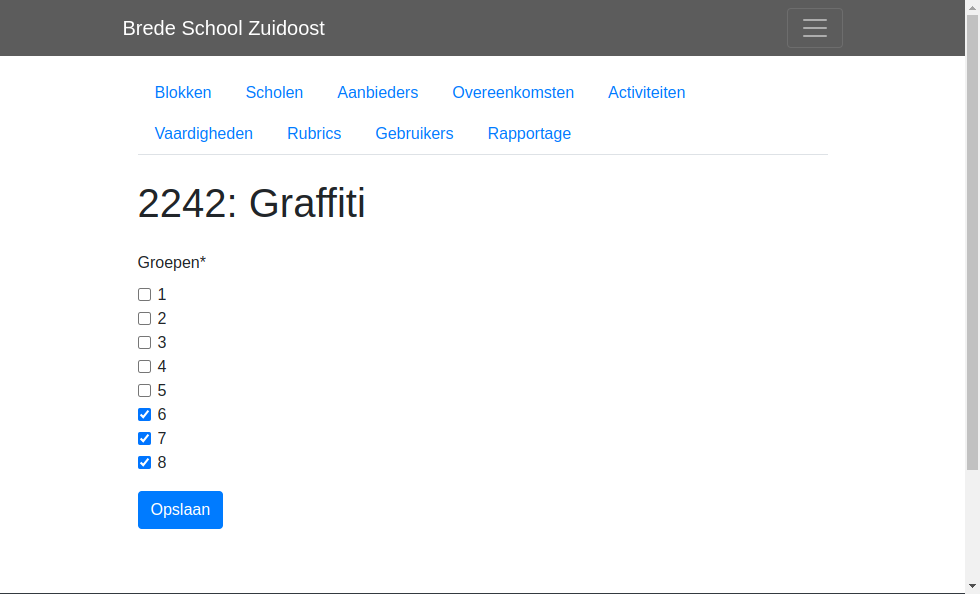 Brede School Zuidoost
Blokken Scholen Aanbieders Overeenkomsten Activiteiten
Vaardigheden Rubrics Gebruikers Rapportage
2242: Graffiti
Groepen*
1
2
3
4
5
6
7
8
Opslaan